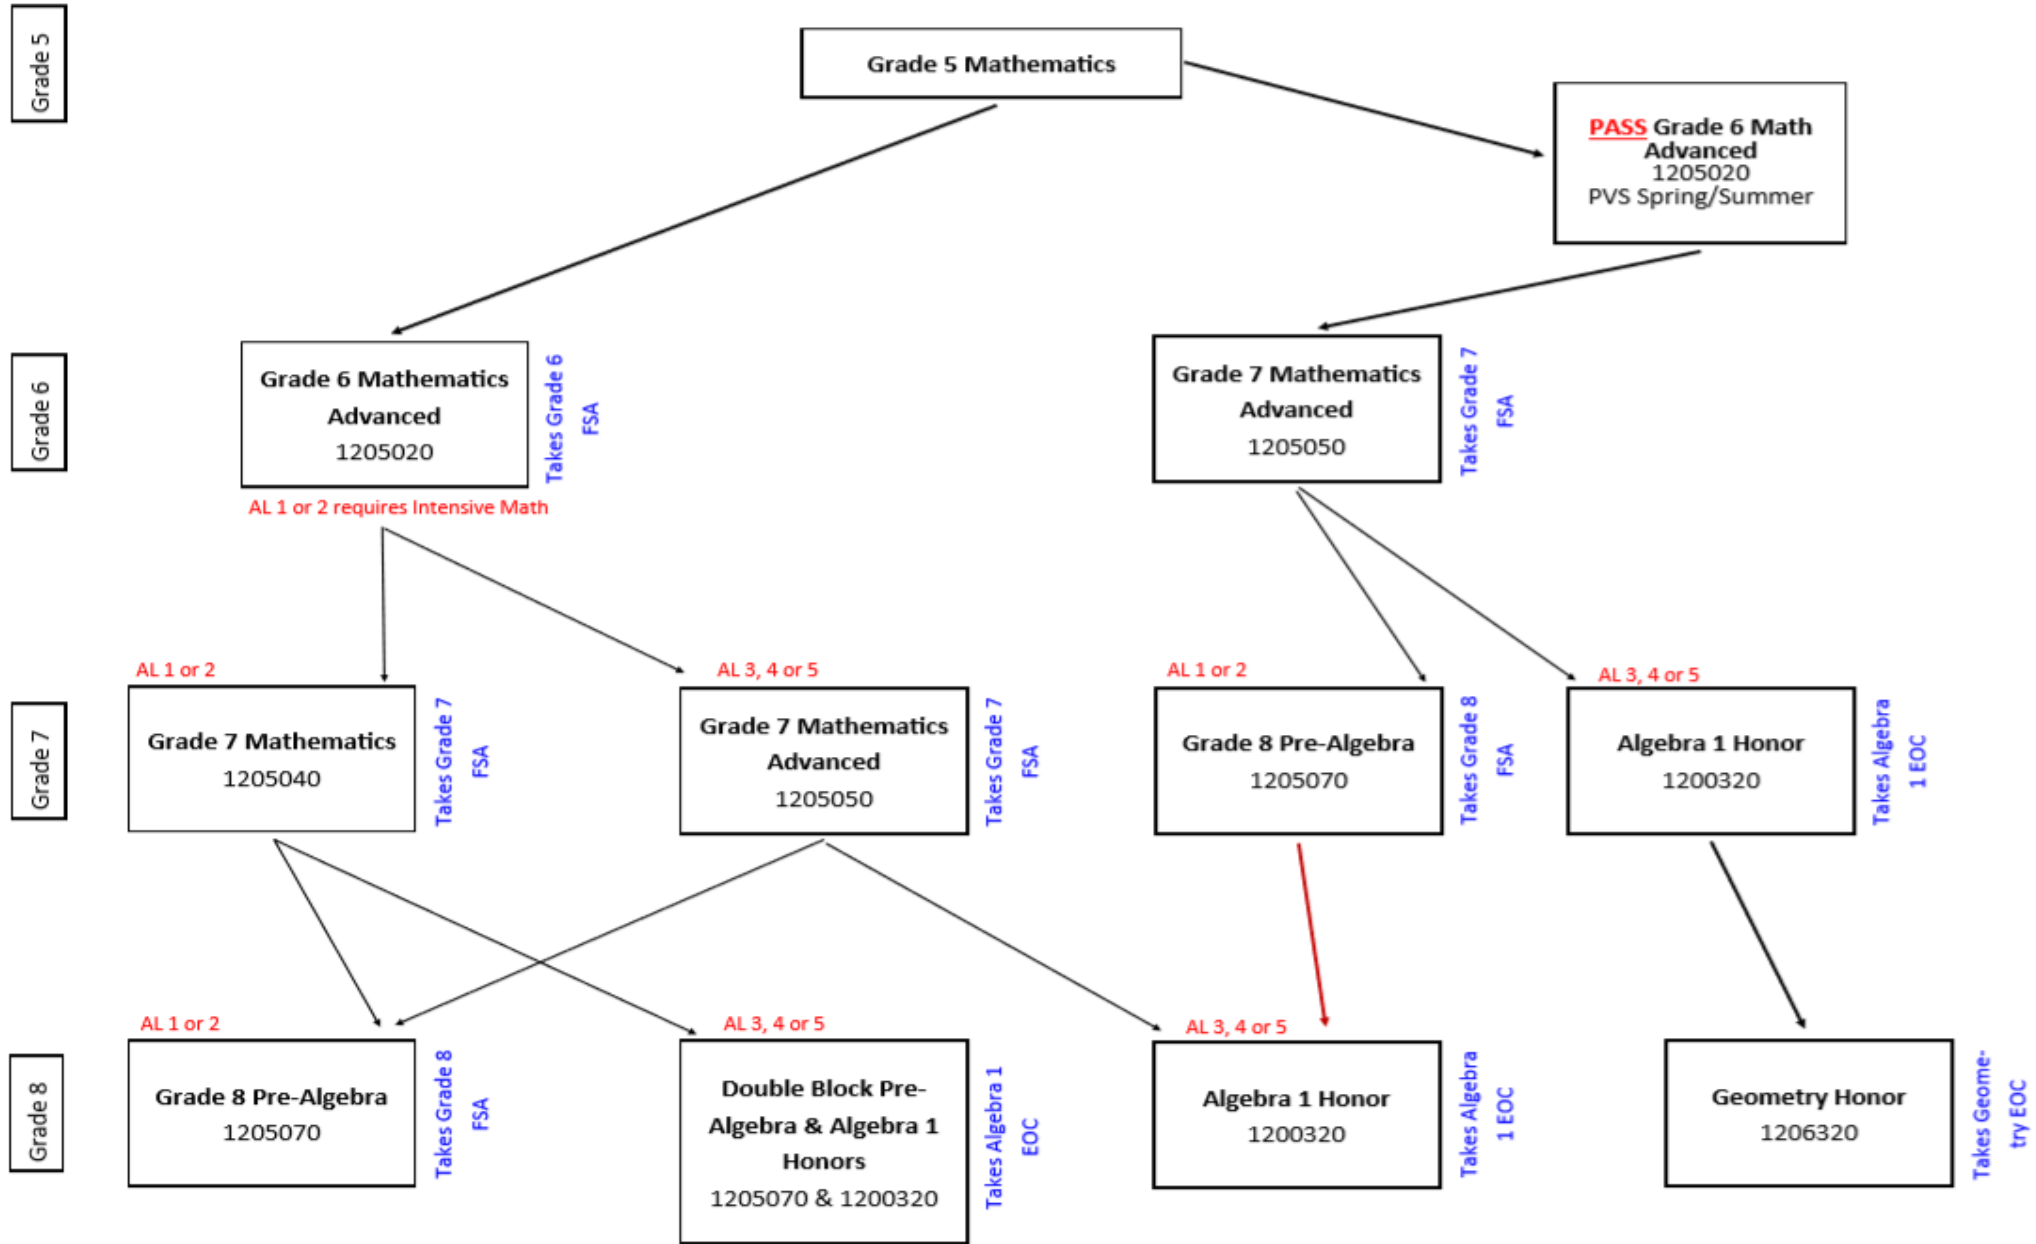 Grade 5
Grade 5 Mathematics
PASS Grade 6 Math
Advanced
1205020
PVS Spring/Summer
Grade 6
Grade 6 Mathematics
Advanced
1205020
Takes Grade 6
FSA
AL 1 or 2 requires Intensive Math
Grade 7 Mathematics
Advanced
1205050
Takes Grade 7
FSA
Grade 7
AL 1 or 2
Grade 7 Mathematics
1205040
Takes Grade 7
FSA
AL 3, 4 or 5
Grade 7 Mathematics
Advanced
1205050
Takes Grade 7
FSA
AL 1 or 2
Grade 8 Pre-Algebra
1205070
Takes Grade 8
FSA
AL 3, 4 or 5
Algebra 1 Honor
1200320
Takes Algebra
1 EOC
Grade 8
AL 1 or 2
Grade 8 Pre-Algebra
1205070
Takes Grade 8
FSA
AL 3, 4 or 5
Double Block Pre-
Algebra & Algebra 1
Honors
1205070 & 1200320
Takes Algebra 1
EOC
AL 3, 4 or 5
Algebra 1 Honor
1200320
Takes Algebra
1 EOC
Geometry Honor
1206320
Takes Geome-
try EOC